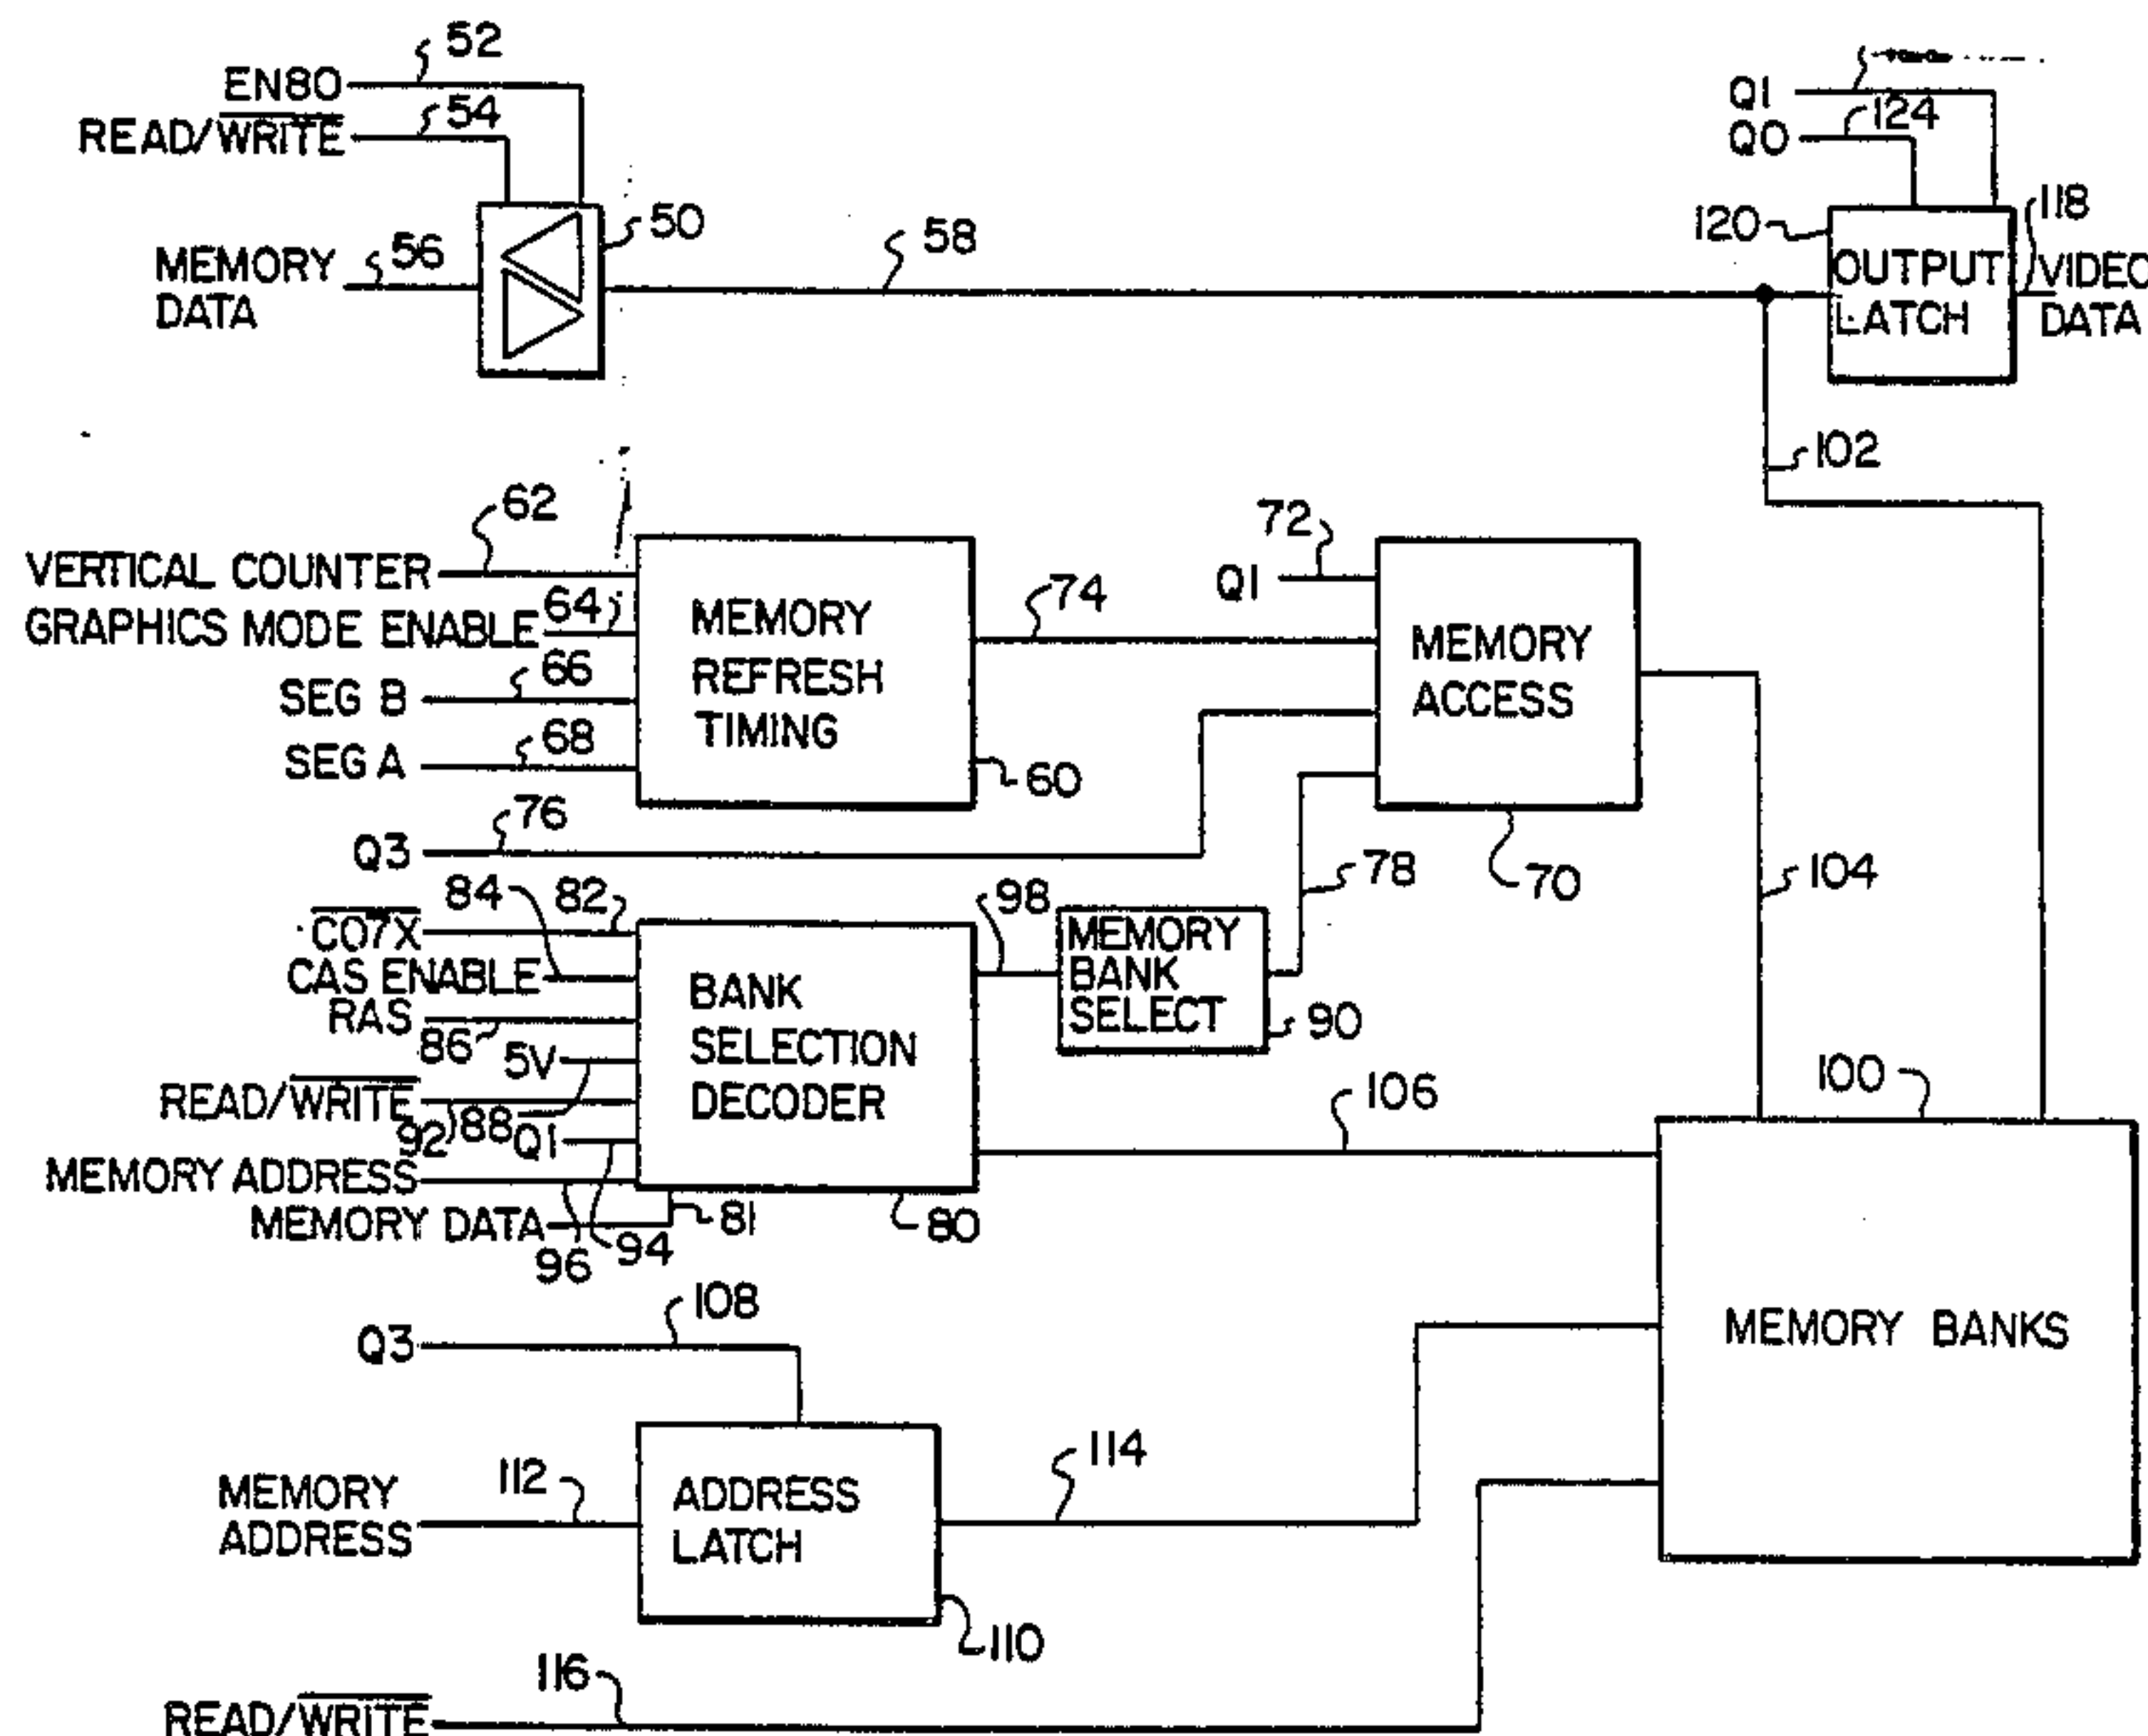 52
EN80
READ/WRITE
54
MEMORY
DATA
56
50
58
Q1
Q0
124
120
OUTPUT
LATCH
118
VIDEO
DATA
102
62
VERTICAL COUNTER
GRAPHICS MODE ENABLE
64
SEG B
66
SEG A
68
MEMORY
REFRESH
TIMING
60
74
72
Q1
MEMORY
ACCESS
70
Q3
76
78
104
84
82
C07X
CAS ENABLE
RAS
86
5V
READ/WRITE
92
88
Q1
MEMORY ADDRESS
MEMORY DATA
96
94
81
BANK
SELECTION
DECODER
80
98
MEMORY
BANK
SELECT
90
106
100
MEMORY BANKS
Q3
108
MEMORY
ADDRESS
112
ADDRESS
LATCH
110
114
116
READ/WRITE